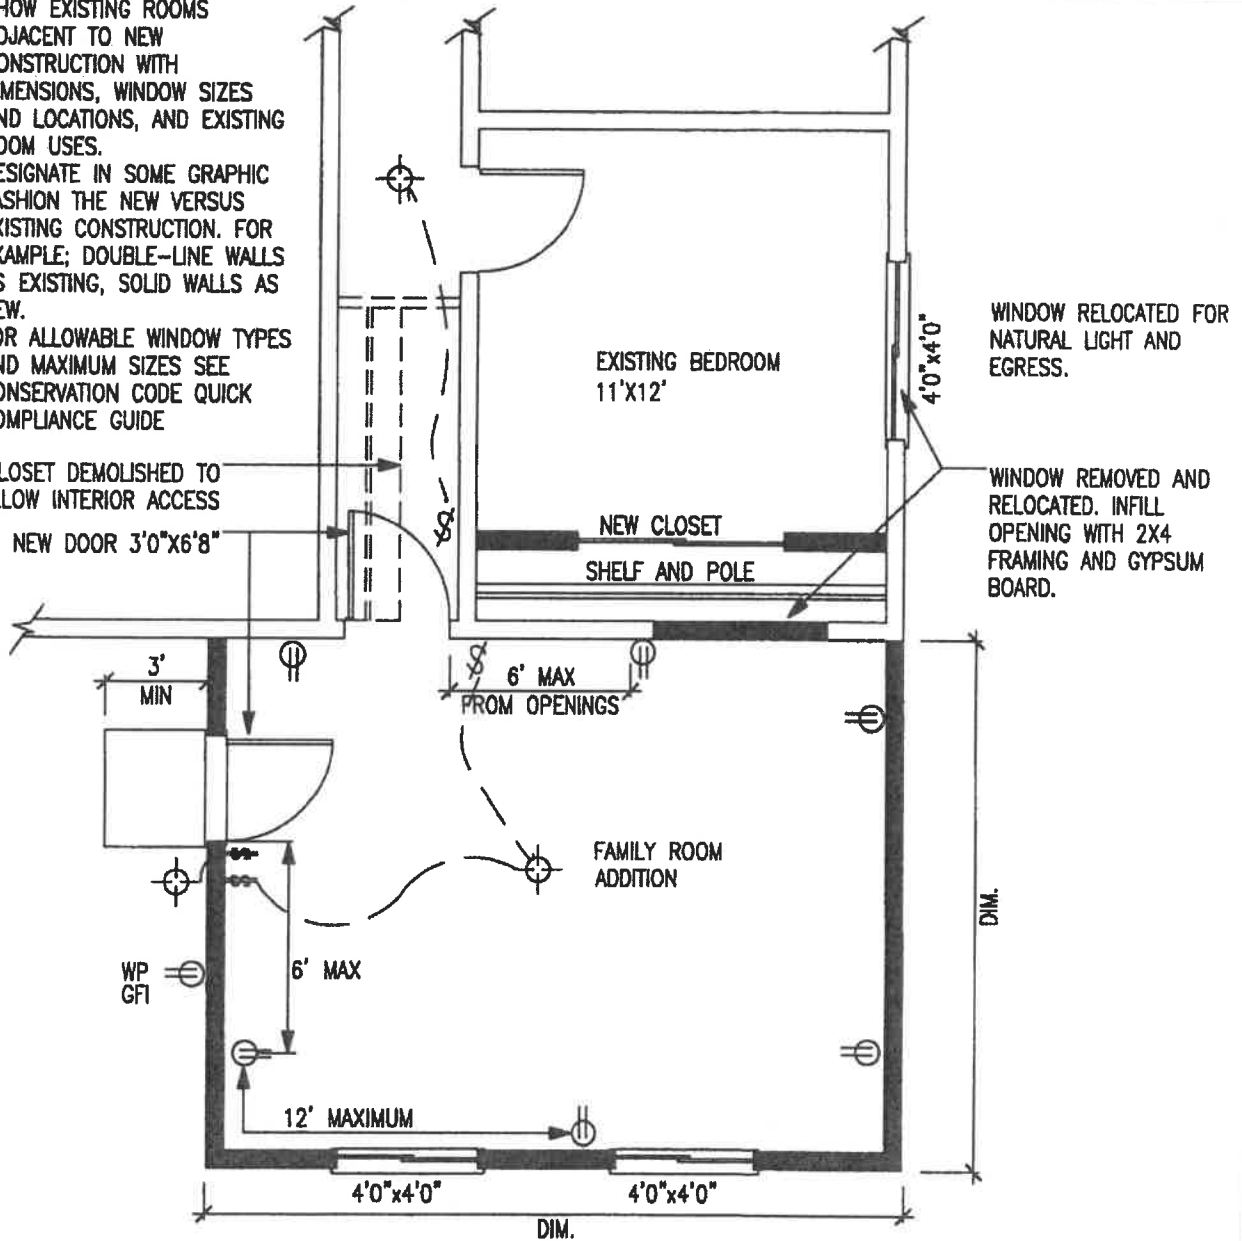 HOW EXISTING ROOMS
DJACENT TO NEW
ONSTRUCTION WITH
IMENSIONS, WINDOW SIZES
ND LOCATIONS, AND EXISTING
OOM USES.
ESIGNATE IN SOME GRAPHIC
ASHION THE NEW VERSUS
XISTING CONSTRUCTION. FOR
XAMPLE; DOUBLE-LINE WALLS
S EXISTING, SOLID WALLS AS
EW.
OR ALLOWABLE WINDOW TYPES
ND MAXIMUM SIZES SEE
ONSERVATION CODE QUICK
OMPLIANCE GUIDE
LOSET DEMOLISHED TO
LLOW INTERIOR ACCESS
NEW DOOR 3'0"X6'8"
EXISTING BEDROOM
11'X12'
4'0"x4'0"
WINDOW RELOCATED FOR
NATURAL LIGHT AND
EGRESS.
WINDOW REMOVED AND
RELOCATED. INFILL
OPENING WITH 2X4
FRAMING AND GYPSUM
BOARD.
NEW CLOSET
SHELF AND POLE
$
$
3'
MIN
6' MAX
FROM OPENINGS
$$
$$
FAMILY ROOM
ADDITION
DIM.
WP
GFI
6' MAX
12' MAXIMUM
4'0"x4'0"
4'0"x4'0"
DIM.